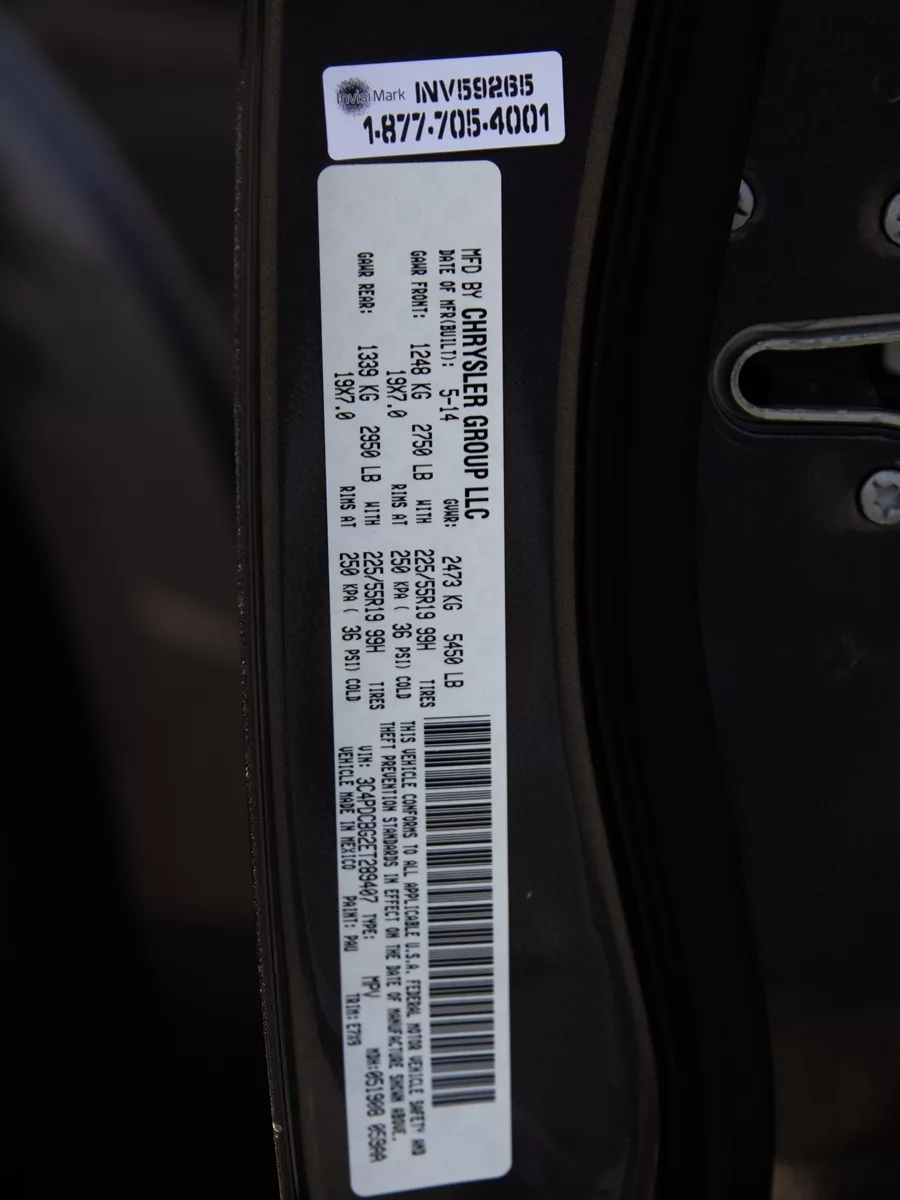 InvisiMark INV59265
1-877-705-4001
MFD BY CHRYSLER GROUP LLC
DATE OF MFR(BUILT): 5-14 GVWR: 2473 KG 5450 LB
GAWR FRONT: 1248 KG 2750 LB WITH 225/55R19 99H TIRES
19X7.0 RIMS AT 250 KPA ( 36 PSI) COLD
GAWR REAR: 1339 KG 2950 LB WITH 225/55R19 99H TIRES
19X7.0 RIMS AT 250 KPA ( 36 PSI) COLD
THIS VEHICLE CONFORMS TO ALL APPLICABLE U.S.A. FEDERAL MOTOR VEHICLE SAFETY AND
THEFT PREVENTION STANDARDS IN EFFECT ON THE DATE OF MANUFACTURE SHOWN ABOVE.
VIN: 3C4PDCBG2ET289407 TYPE: MPV MDH:051908 059AA
VEHICLE MADE IN MEXICO PAINT: PAU TRIM: E7X9